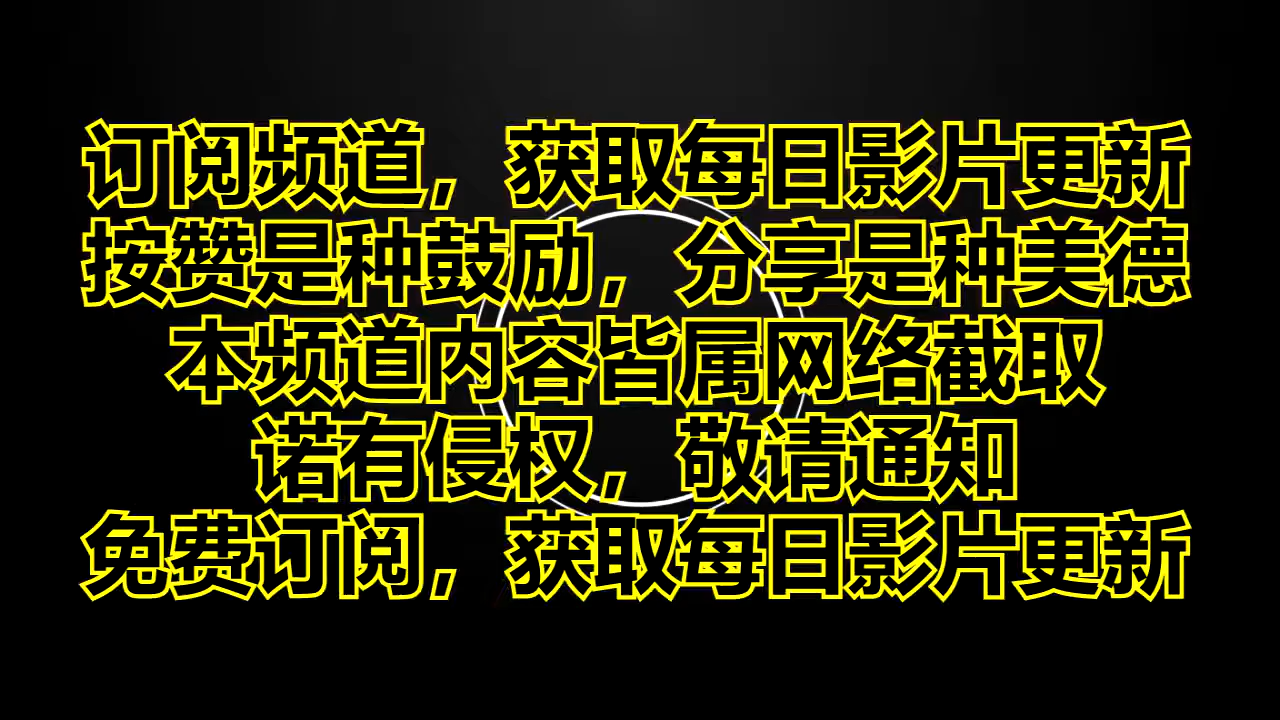 订阅频道，获取每日影片更新
按赞是种鼓励，分享是种美德
本频道内容皆属网络截取
诺有侵权，敬请通知
免费订阅，获取每日影片更新